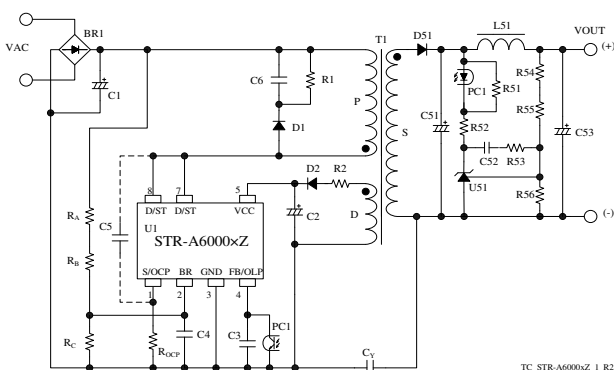 BR1
VAC
C1
C6
R1
D1
T1
P
S
D
D51
L51
VOUT
(+)
PC1
R51
R54
R55
C51
R52
C53
C52
R53
U51
R56
(-)
D2
R2
C2
8
7
5
D/ST
D/ST
VCC
U1
STR-A6000×Z
C5
S/OCP
BR
GND
FB/OLP
1
2
3
4
RA
RB
RC
ROCP
C4
C3
PC1
CY
TC_STR-A6000xZ_1_R2